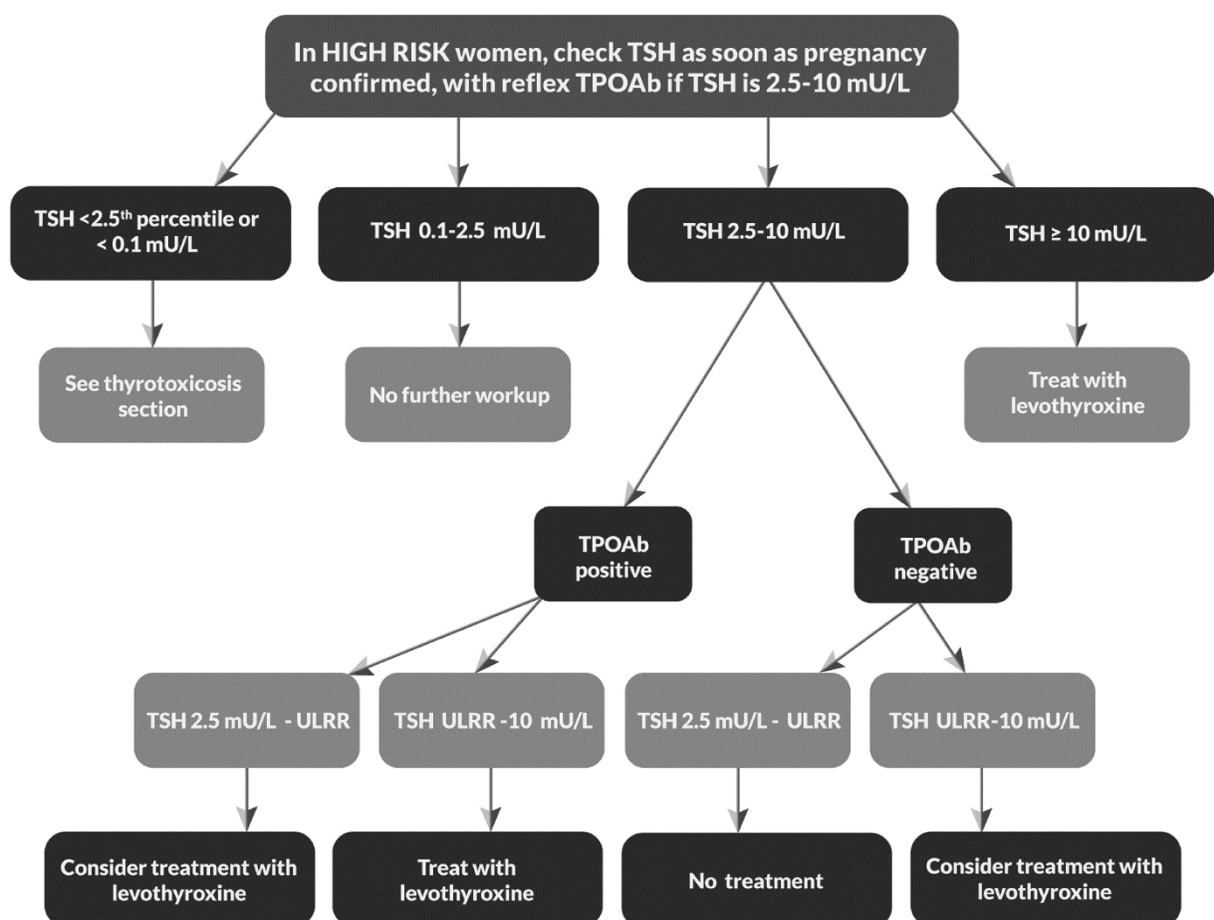 In HIGH RISK women, check TSH as soon as pregnancy
confirmed, with reflex TPOAb if TSH is 2.5-10 mU/L
TSH <2.5th percentile or
< 0.1 mU/L
TSH 0.1-2.5 mU/L
TSH 2.5-10 mU/L
TSH ≥ 10 mU/L
See thyrotoxicosis
section
No further workup
Treat with
levothyroxine
TPOAb
positive
TPOAb
negative
TSH 2.5 mU/L - ULRR
TSH ULRR -10 mU/L
TSH 2.5 mU/L - ULRR
TSH ULRR-10 mU/L
Consider treatment with
levothyroxine
Treat with
levothyroxine
No treatment
Consider treatment with
levothyroxine